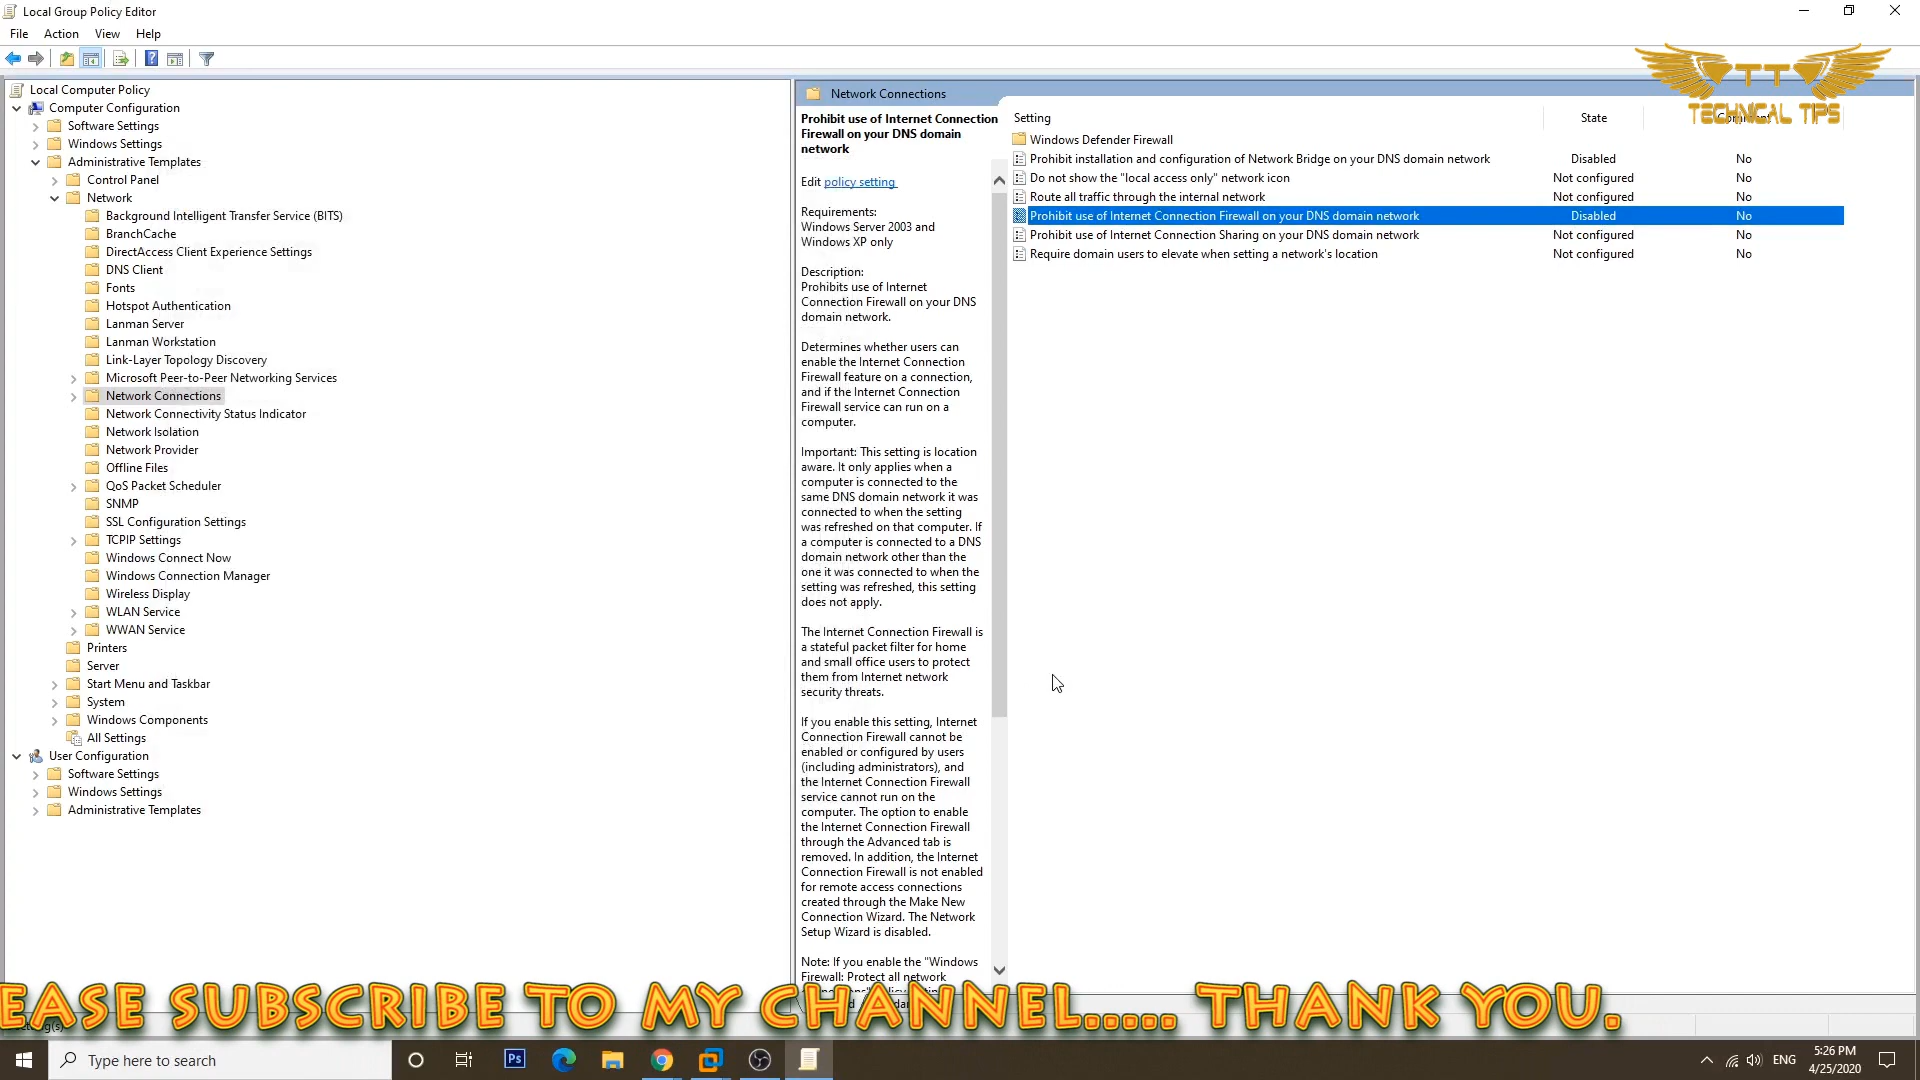 Local Group Policy Editor
File Action View Help
TT
TECHNICAL TIPS
Local Computer Policy
Computer Configuration
Software Settings
Windows Settings
Administrative Templates
Control Panel
Network
Background Intelligent Transfer Service (BITS)
BranchCache
DirectAccess Client Experience Settings
DNS Client
Fonts
Hotspot Authentication
Lanman Server
Lanman Workstation
Link-Layer Topology Discovery
Microsoft Peer-to-Peer Networking Services
Network Connections
Network Connectivity Status Indicator
Network Isolation
Network Provider
Offline Files
QoS Packet Scheduler
SNMP
SSL Configuration Settings
TCPIP Settings
Windows Connect Now
Windows Connection Manager
Wireless Display
WLAN Service
WWAN Service
Printers
Server
Start Menu and Taskbar
System
Windows Components
All Settings
User Configuration
Software Settings
Windows Settings
Administrative Templates
Network Connections
Prohibit use of Internet Connection
Firewall on your DNS domain
network
Edit policy setting
Requirements:
Windows Server 2003 and
Windows XP only
Description:
Prohibits use of Internet
Connection Firewall on your DNS
domain network.
Determines whether users can
enable the Internet Connection
Firewall feature on a connection,
and if the Internet Connection
Firewall service can run on a
computer.
Important: This setting is location
aware. It only applies when a
computer is connected to the
same DNS domain network it was
connected to when the setting
was refreshed on that computer. If
a computer is connected to a DNS
domain network other than the
one it was connected to when the
setting was refreshed, this setting
does not apply.
The Internet Connection Firewall is
a stateful packet filter for home
and small office users to protect
them from Internet network
security threats.
If you enable this setting, Internet
Connection Firewall cannot be
enabled or configured by users
(including administrators), and
the Internet Connection Firewall
service cannot run on the
computer. The option to enable
the Internet Connection Firewall
through the Advanced tab is
removed. In addition, the Internet
Connection Firewall is not enabled
for remote access connections
created through the Make New
Connection Wizard. The Network
Setup Wizard is disabled.
Note: If you enable the "Windows
Firewall: Protect all network
Setting State Comment
Windows Defender Firewall
Prohibit installation and configuration of Network Bridge on your DNS domain network Disabled No
Do not show the "local access only" network icon Not configured No
Route all traffic through the internal network Not configured No
Prohibit use of Internet Connection Firewall on your DNS domain network Disabled No
Prohibit use of Internet Connection Sharing on your DNS domain network Not configured No
Require domain users to elevate when setting a network's location Not configured No
EASE SUBSCRIBE TO MY CHANNEL..... THANK YOU.
Type here to search
Ps
ENG
5:26 PM
4/25/2020